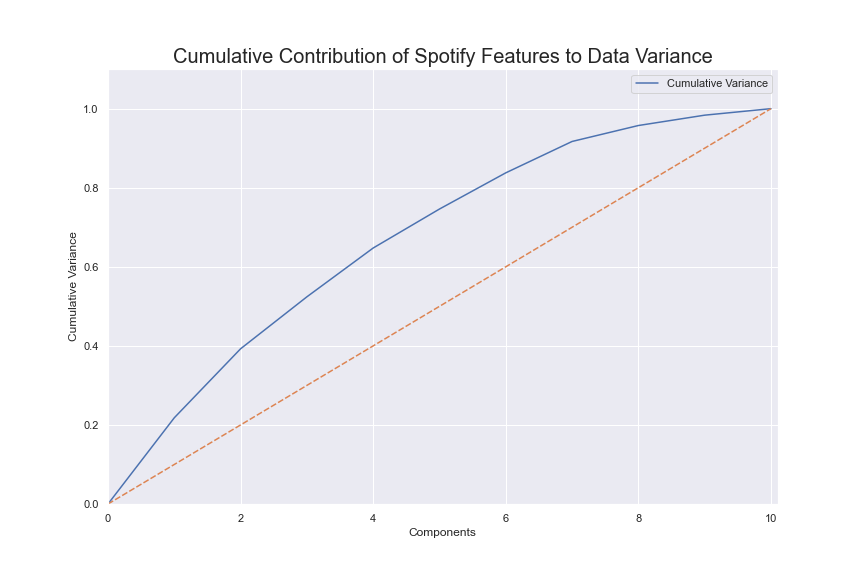 Cumulative Contribution of Spotify Features to Data Variance
Cumulative Variance
1.0
0.8
0.6
0.4
0.2
0.0
Cumulative Variance
0 2 4 6 8 10
Components